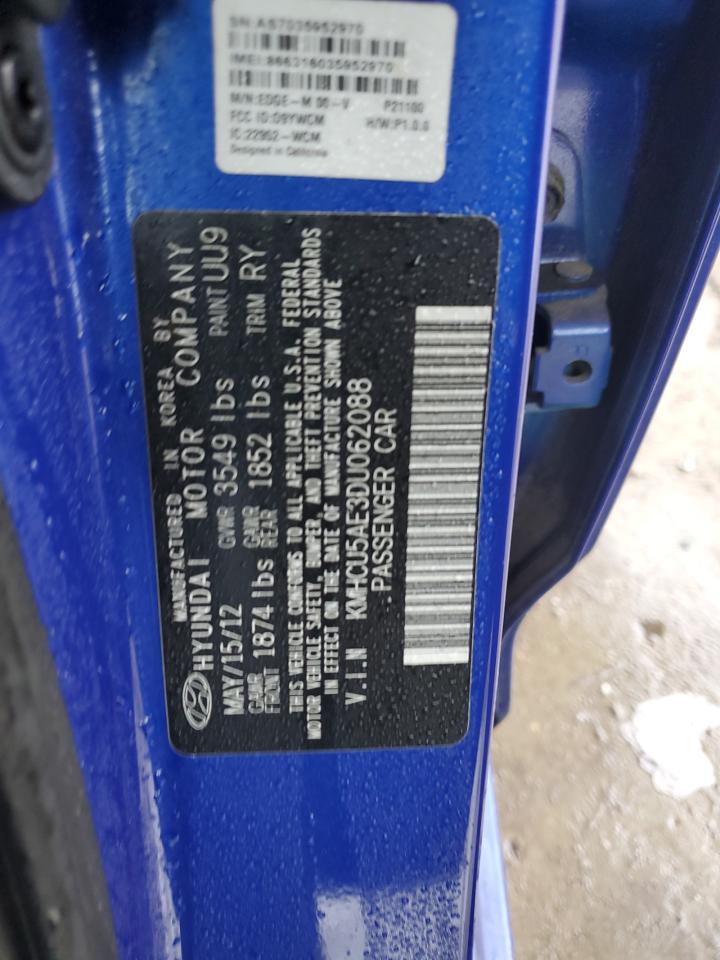 SN:AS7035952970
IMEI:866316035952970
M/N:EDGE-M DC-V P21100
FCC ID:D9YWCM H/W:P1.0.0
IC:22952-WCM
Designed in California
MANUFACTURED IN KOREA BY
HYUNDAI MOTOR COMPANY
MAY/15/12 GVWR 3549 lbs PAINT UU9
GAWR FRONT 1874 lbs GAWR REAR 1852 lbs TRIM RY
THIS VEHICLE CONFORMS TO ALL APPLICABLE U.S.A. FEDERAL
MOTOR VEHICLE SAFETY, BUMPER, AND THEFT PREVENTION STANDARDS
IN EFFECT ON THE DATE OF MANUFACTURE SHOWN ABOVE
V.I.N KMHCU5AE3DU062088
PASSENGER CAR